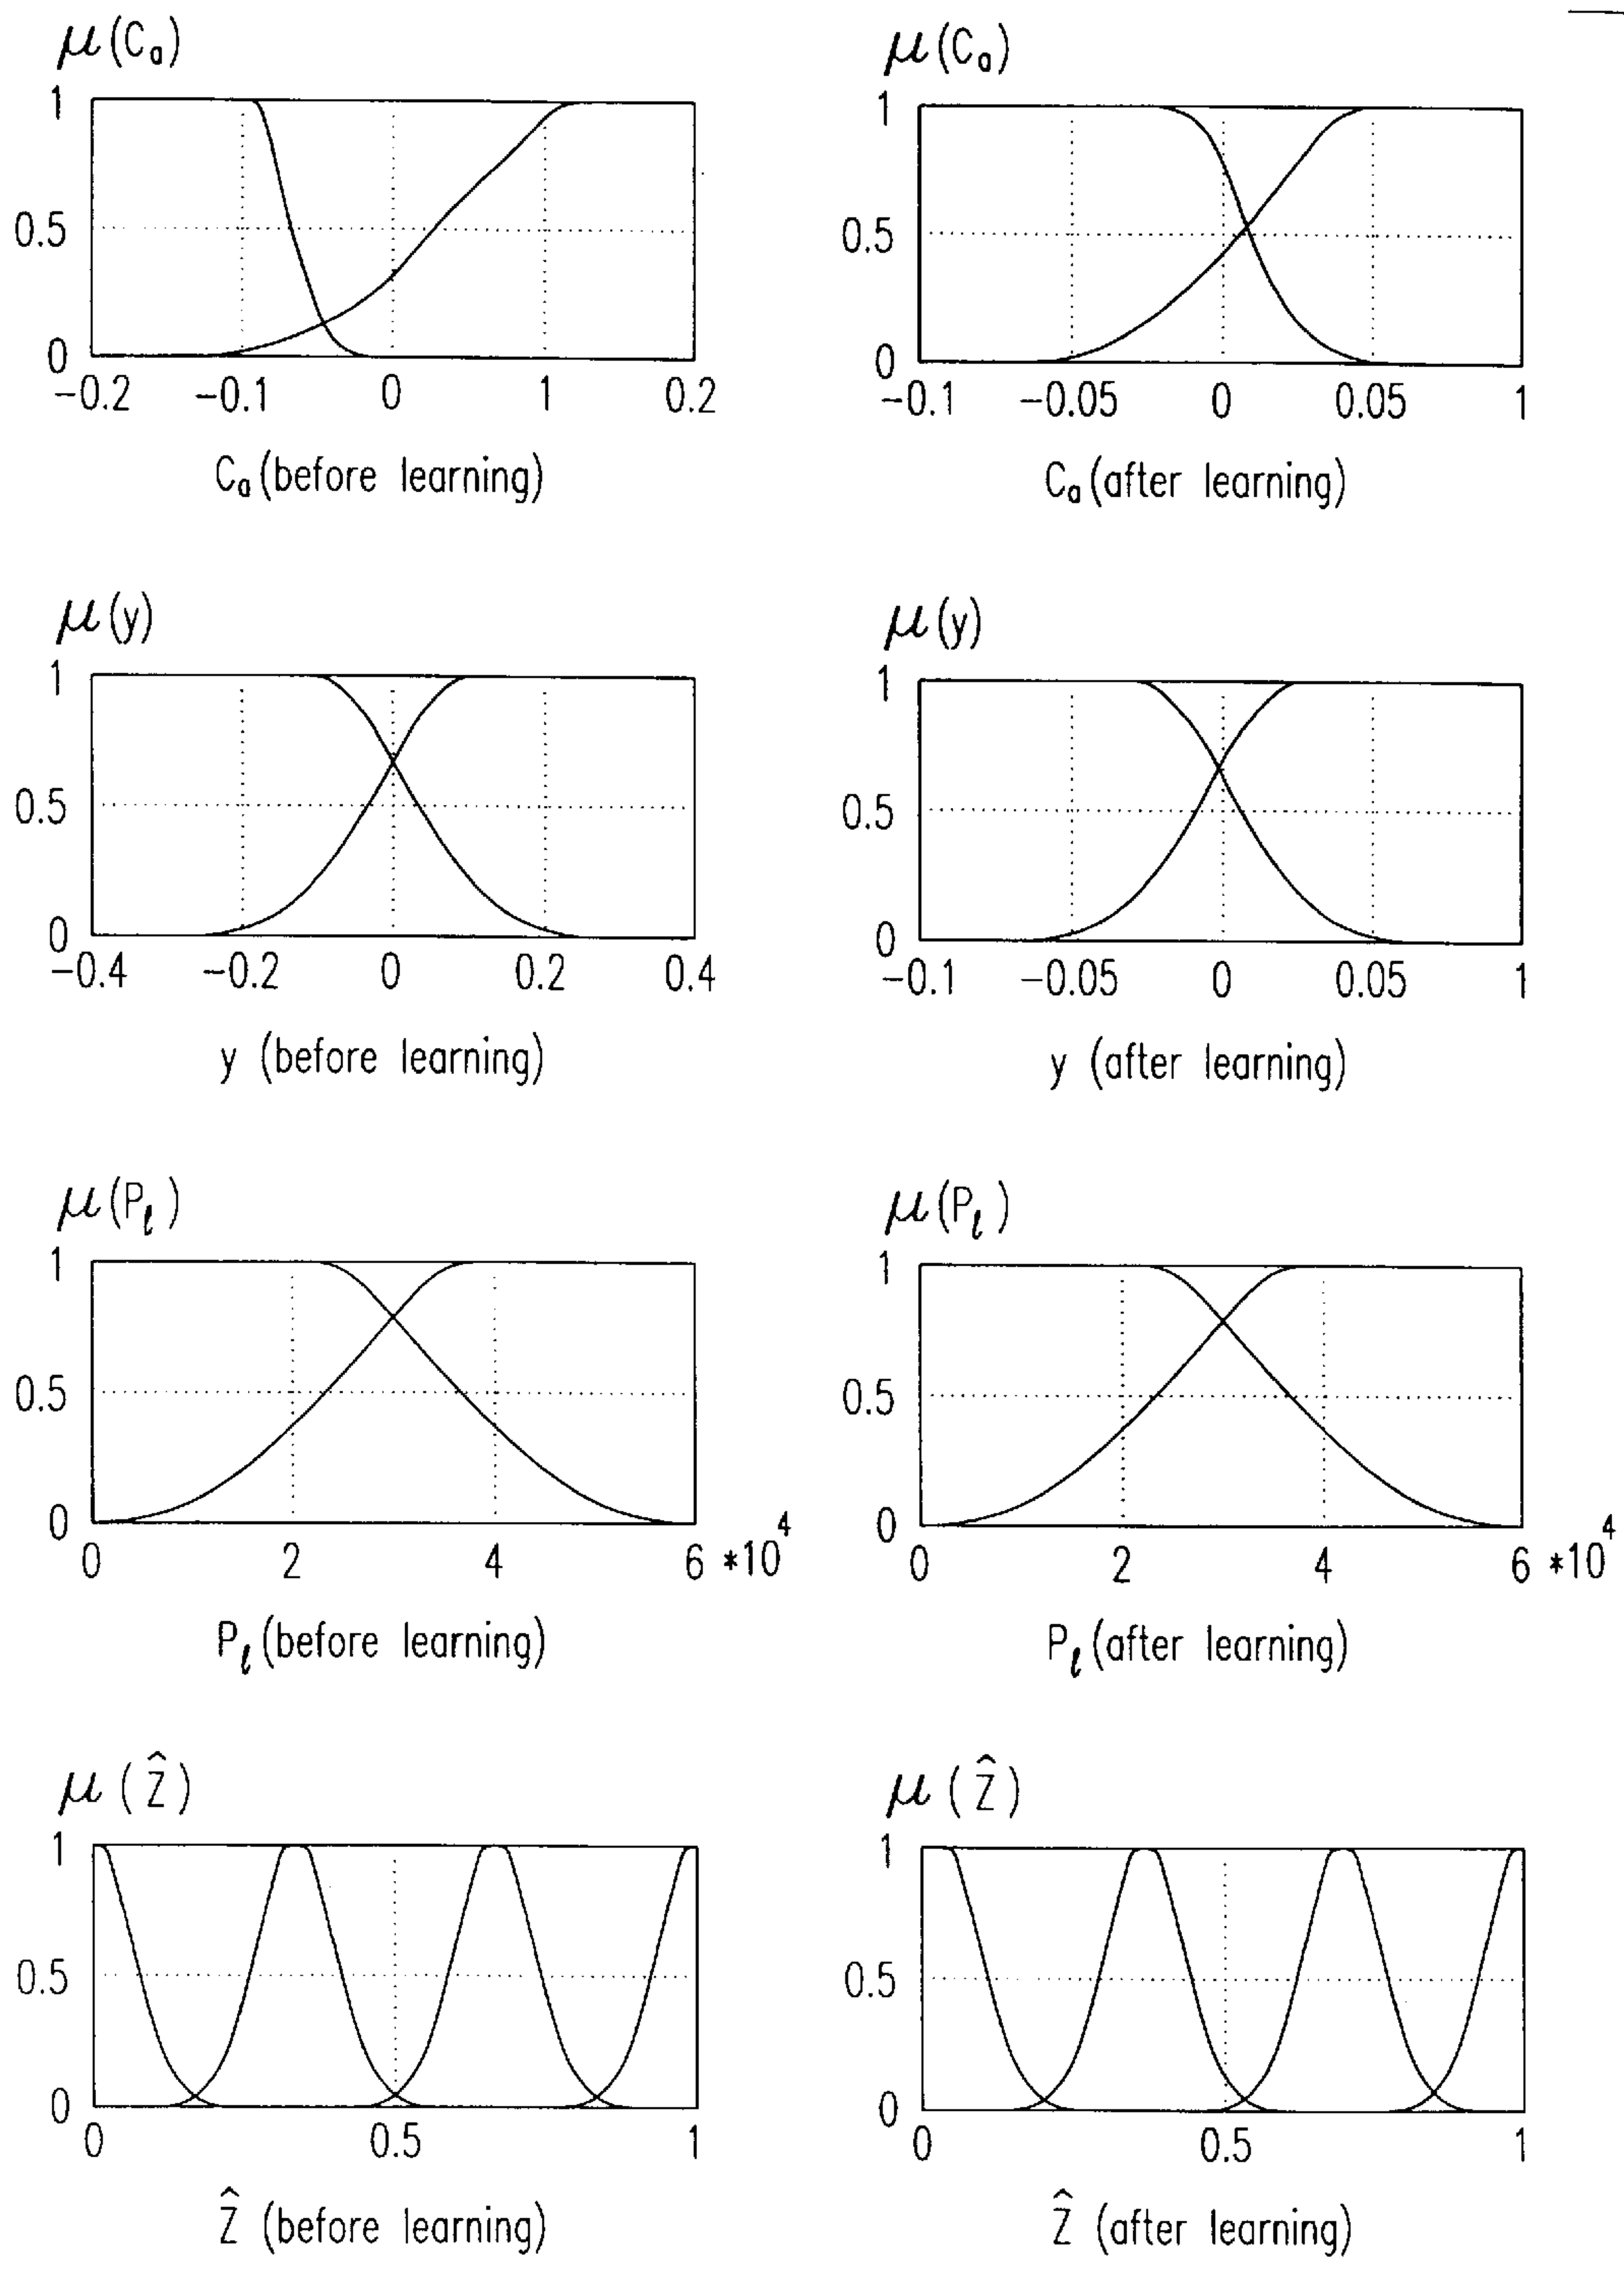 μ(Cₐ) μ(Cₐ)
1 1
0.5 0.5
0 0
−0.2 −0.1 0 1 0.2 −0.1 −0.05 0 0.05 1
Cₐ (before learning) Cₐ (after learning)
μ(y) μ(y)
1 1
0.5 0.5
0 0
−0.4 −0.2 0 0.2 0.4 −0.1 −0.05 0 0.05 1
y (before learning) y (after learning)
μ(Pℓ) μ(Pℓ)
1 1
0.5 0.5
0 0
0 2 4 6 *10⁴ 0 2 4 6 *10⁴
Pℓ (before learning) Pℓ (after learning)
μ(Ẑ) μ(Ẑ)
1 1
0.5 0.5
0 0
0 0.5 1 0 0.5 1
Ẑ (before learning) Ẑ (after learning)